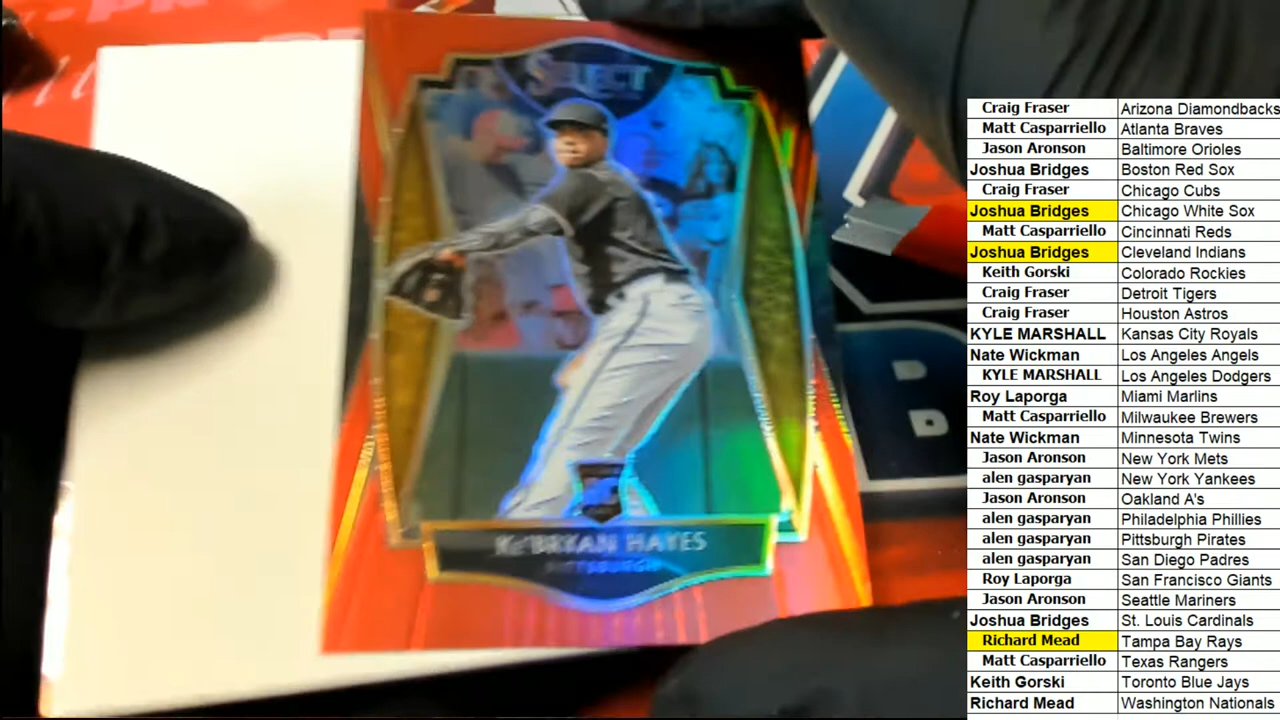 SELECT
KE'BRYAN HAYES
PITTSBURGH
B
Craig Fraser Arizona Diamondbacks
Matt Casparriello Atlanta Braves
Jason Aronson Baltimore Orioles
Joshua Bridges Boston Red Sox
Craig Fraser Chicago Cubs
Joshua Bridges Chicago White Sox
Matt Casparriello Cincinnati Reds
Joshua Bridges Cleveland Indians
Keith Gorski Colorado Rockies
Craig Fraser Detroit Tigers
Craig Fraser Houston Astros
KYLE MARSHALL Kansas City Royals
Nate Wickman Los Angeles Angels
KYLE MARSHALL Los Angeles Dodgers
Roy Laporga Miami Marlins
Matt Casparriello Milwaukee Brewers
Nate Wickman Minnesota Twins
Jason Aronson New York Mets
alen gasparyan New York Yankees
Jason Aronson Oakland A's
alen gasparyan Philadelphia Phillies
alen gasparyan Pittsburgh Pirates
alen gasparyan San Diego Padres
Roy Laporga San Francisco Giants
Jason Aronson Seattle Mariners
Joshua Bridges St. Louis Cardinals
Richard Mead Tampa Bay Rays
Matt Casparriello Texas Rangers
Keith Gorski Toronto Blue Jays
Richard Mead Washington Nationals